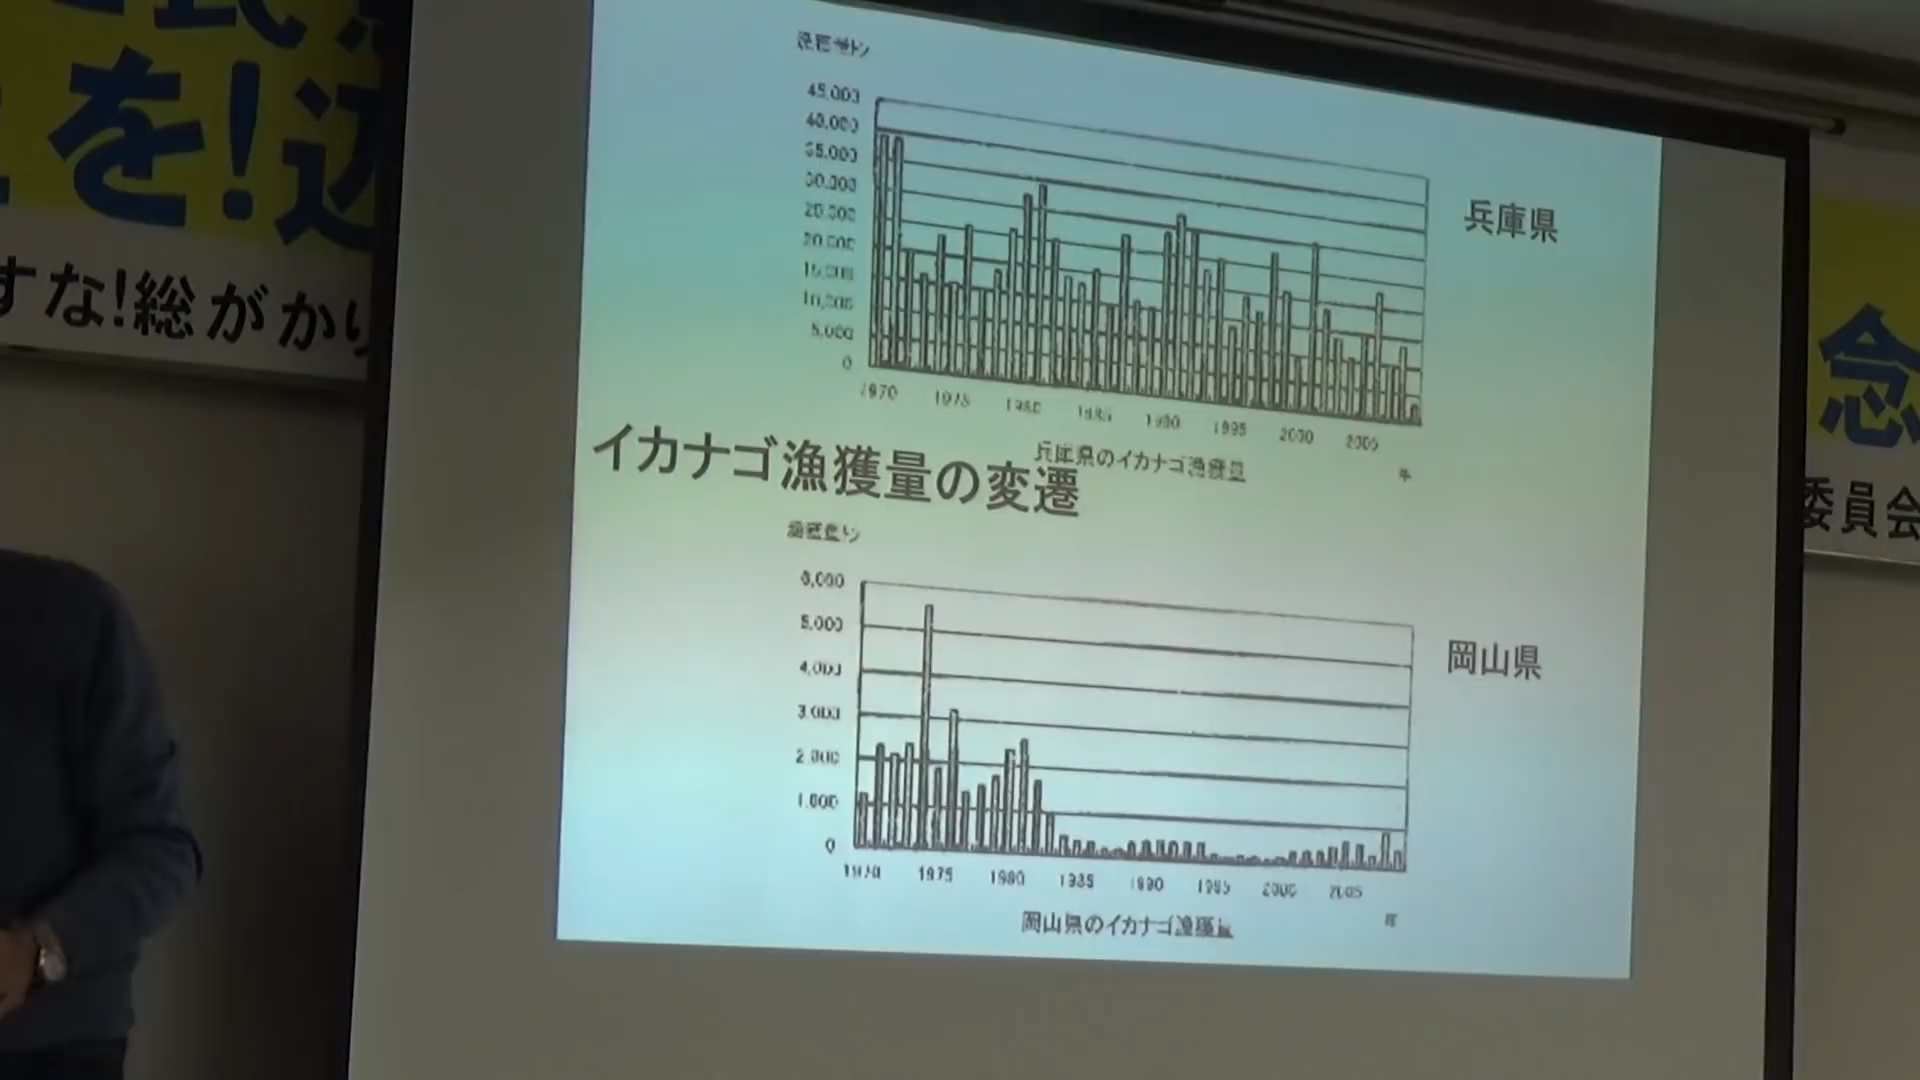 を!辺
すな!総がかり
漁獲量トン
45,000
40,000
35,000
30,000
20,000
15,000
10,000
5,000
0
1970 1975 1980 1985 1990 1995 2000 2005
年
兵庫県
兵庫県のイカナゴ漁獲量
イカナゴ漁獲量の変遷
漁獲量トン
6,000
5,000
4,000
3,000
2,000
1,000
0
1970 1975 1980 1985 1990 1995 2000 2005
岡山県
岡山県のイカナゴ漁獲量
念
委員会